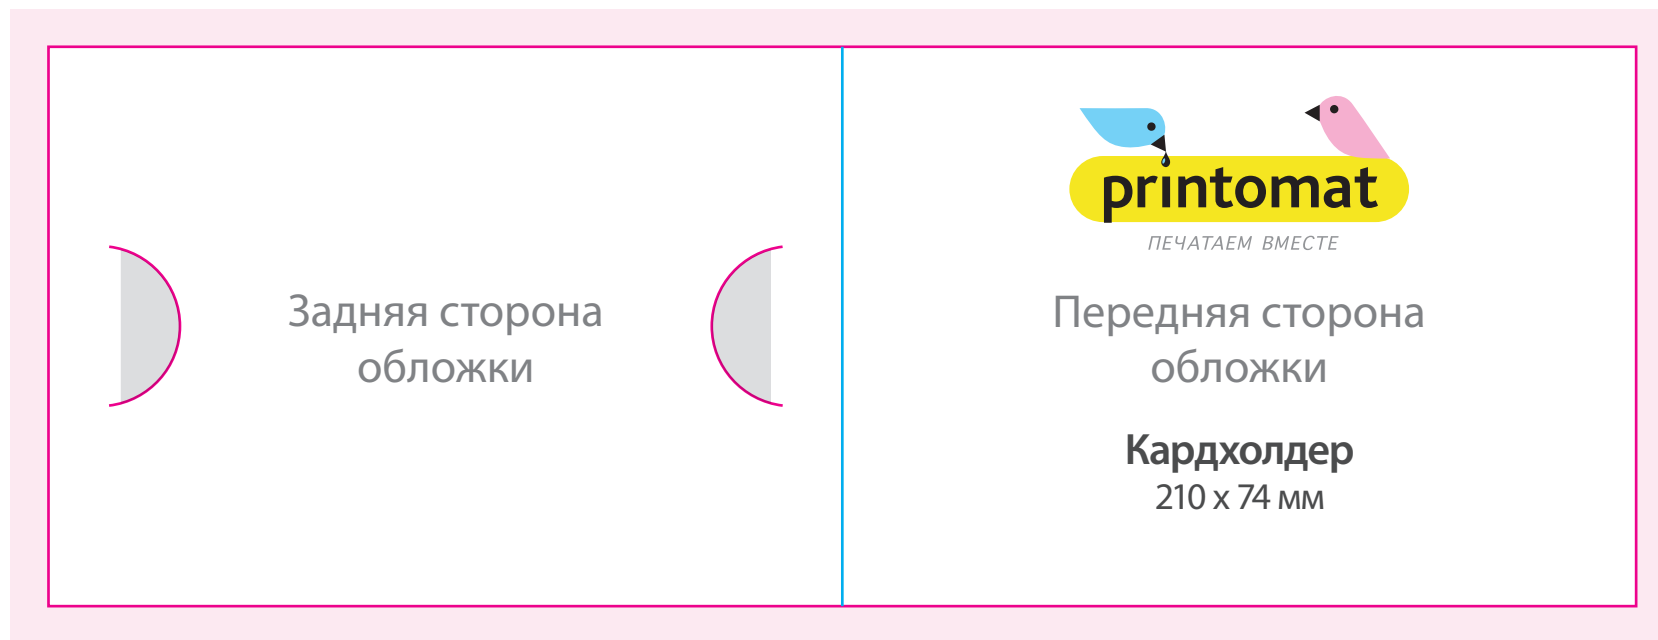 Задняя сторона
обложки
printomat
ПЕЧАТАЕМ ВМЕСТЕ
Передняя сторона
обложки
Кардхолдер
210 x 74 мм